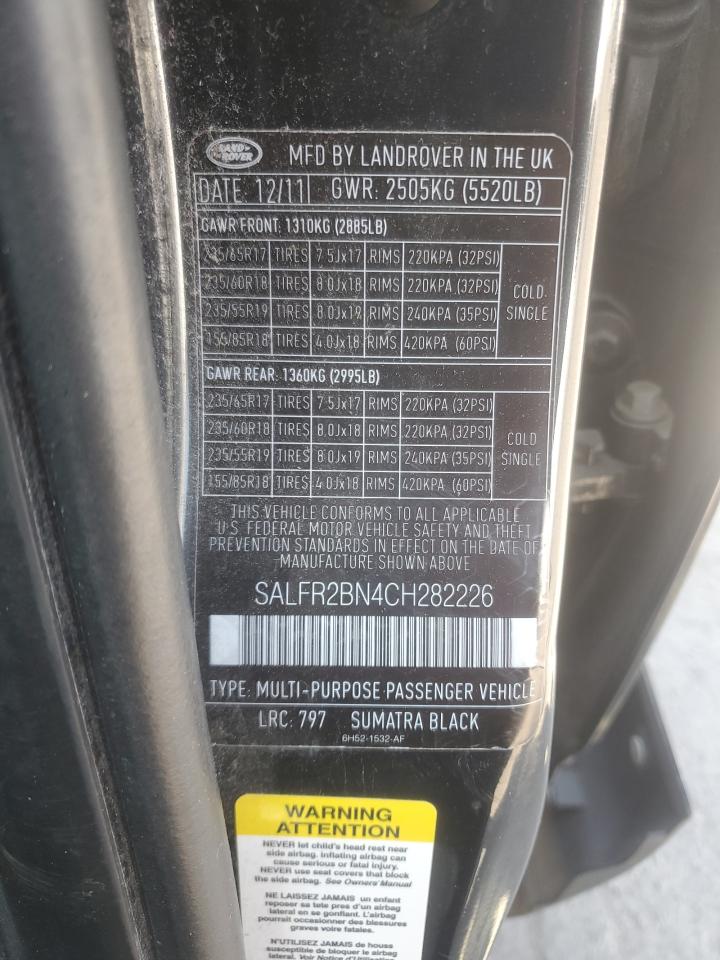 LAND ROVER MFD BY LANDROVER IN THE UK
DATE: 12/11 GWR: 2505KG (5520LB)
GAWR FRONT: 1310KG (2885LB)
235/65R17 TIRES 7.5Jx17 RIMS 220KPA (32PSI)
235/60R18 TIRES 8.0Jx18 RIMS 220KPA (32PSI)
235/55R19 TIRES 8.0Jx19 RIMS 240KPA (35PSI)
155/85R18 TIRES 4.0Jx18 RIMS 420KPA (60PSI)
COLD
SINGLE
GAWR REAR: 1360KG (2995LB)
235/65R17 TIRES 7.5Jx17 RIMS 220KPA (32PSI)
235/60R18 TIRES 8.0Jx18 RIMS 220KPA (32PSI)
235/55R19 TIRES 8.0Jx19 RIMS 240KPA (35PSI)
155/85R18 TIRES 4.0Jx18 RIMS 420KPA (60PSI)
COLD
SINGLE
THIS VEHICLE CONFORMS TO ALL APPLICABLE
U.S. FEDERAL MOTOR VEHICLE SAFETY AND THEFT
PREVENTION STANDARDS IN EFFECT ON THE DATE OF
MANUFACTURE SHOWN ABOVE
SALFR2BN4CH282226
TYPE: MULTI-PURPOSE PASSENGER VEHICLE
LRC: 797 SUMATRA BLACK
6H52-1532-AF
WARNING
ATTENTION
NEVER let child's head rest near
side airbag. Inflating airbag can
cause serious or fatal injury.
NEVER use seat covers that block
the side airbag. See Owners Manual
NE LAISSEZ JAMAIS un enfant
reposer sa tete pres d'un airbag
lateral en se gonflant. L'airbag
pourrait occasionner des blessures
graves voire fatales.
N'UTILISEZ JAMAIS de housse
susceptible de bloquer le airbag
lateral. Voir Notice d'Utilisation